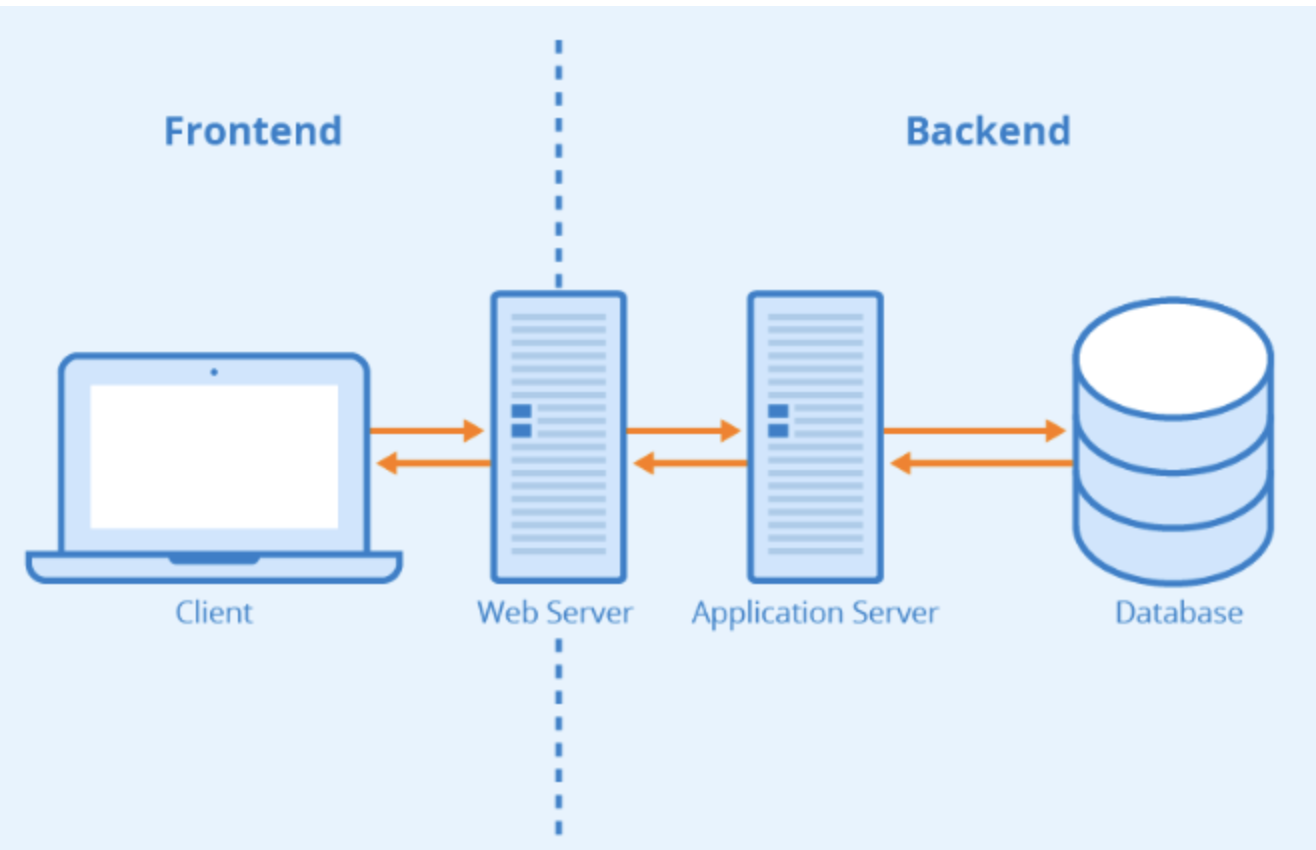 Frontend
Backend
Client
Web Server
Application Server
Database